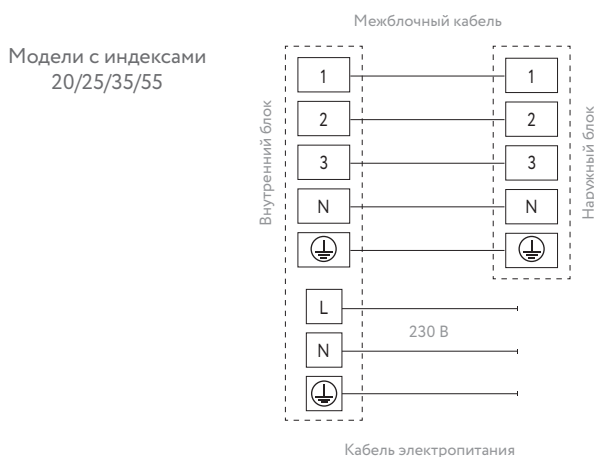 Межблочный кабель
Модели с индексами
20/25/35/55
Внутренний блок
Наружный блок
1 1
2 2
3 3
N N
L
230 В
N
Кабель электропитания